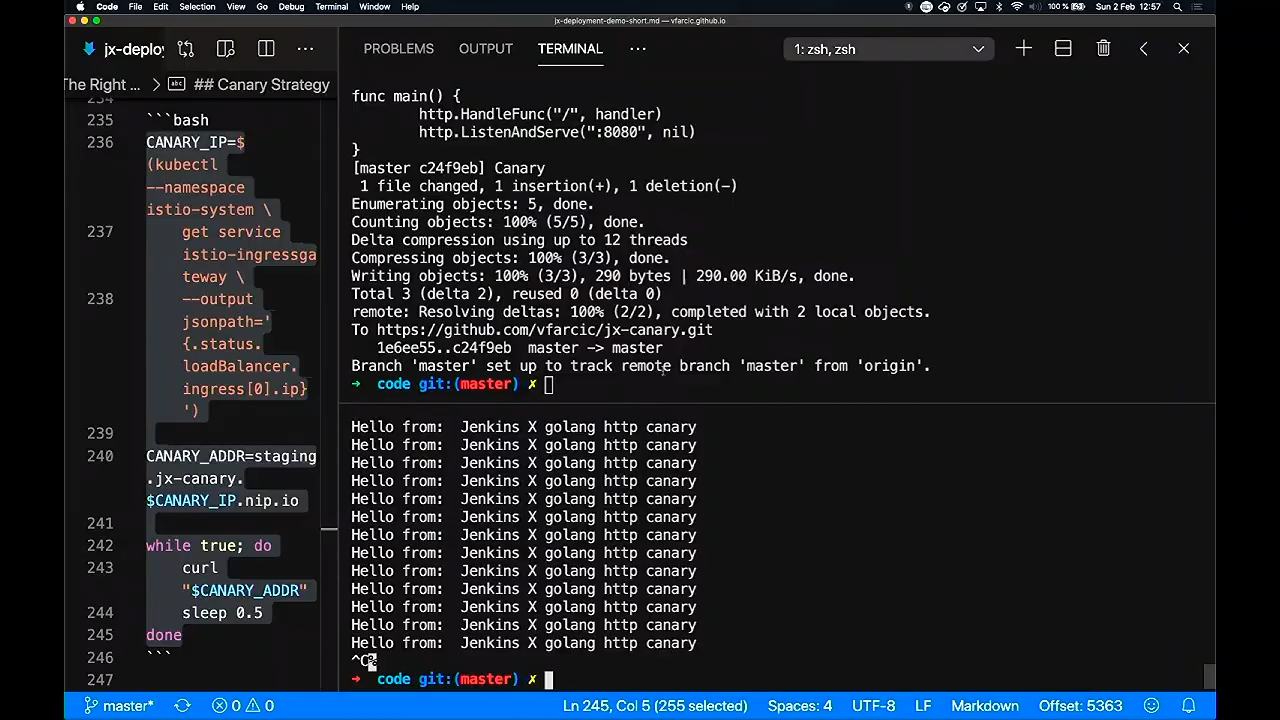 Code File Edit Selection View Go Debug Terminal Window Help 100 % Sun 2 Feb 12:57
jx-deployment-demo-short.md — vfarcic.github.io
jx-deploy
PROBLEMS OUTPUT TERMINAL ··· 1: zsh, zsh
The Right ... > ## Canary Strategy
234
235 ```bash
236 CANARY_IP=$
(kubectl
--namespace
istio-system \
237 get service
istio-ingressga
teway \
238 --output
jsonpath='
{.status.
loadBalancer.
ingress[0].ip}
')
239
240 CANARY_ADDR=staging
.jx-canary.
$CANARY_IP.nip.io
241
242 while true; do
243 curl
"$CANARY_ADDR"
244 sleep 0.5
245 done
246 ```
247
func main() {
http.HandleFunc("/", handler)
http.ListenAndServe(":8080", nil)
}
[master c24f9eb] Canary
1 file changed, 1 insertion(+), 1 deletion(-)
Enumerating objects: 5, done.
Counting objects: 100% (5/5), done.
Delta compression using up to 12 threads
Compressing objects: 100% (3/3), done.
Writing objects: 100% (3/3), 290 bytes | 290.00 KiB/s, done.
Total 3 (delta 2), reused 0 (delta 0)
remote: Resolving deltas: 100% (2/2), completed with 2 local objects.
To https://github.com/vfarcic/jx-canary.git
1e6ee55..c24f9eb master -> master
Branch 'master' set up to track remote branch 'master' from 'origin'.
→ code git:(master) ✗
Hello from: Jenkins X golang http canary
Hello from: Jenkins X golang http canary
Hello from: Jenkins X golang http canary
Hello from: Jenkins X golang http canary
Hello from: Jenkins X golang http canary
Hello from: Jenkins X golang http canary
Hello from: Jenkins X golang http canary
Hello from: Jenkins X golang http canary
Hello from: Jenkins X golang http canary
Hello from: Jenkins X golang http canary
Hello from: Jenkins X golang http canary
Hello from: Jenkins X golang http canary
Hello from: Jenkins X golang http canary
^C%
→ code git:(master) ✗
master* 0 0 Ln 245, Col 5 (255 selected) Spaces: 4 UTF-8 LF Markdown Offset: 5363